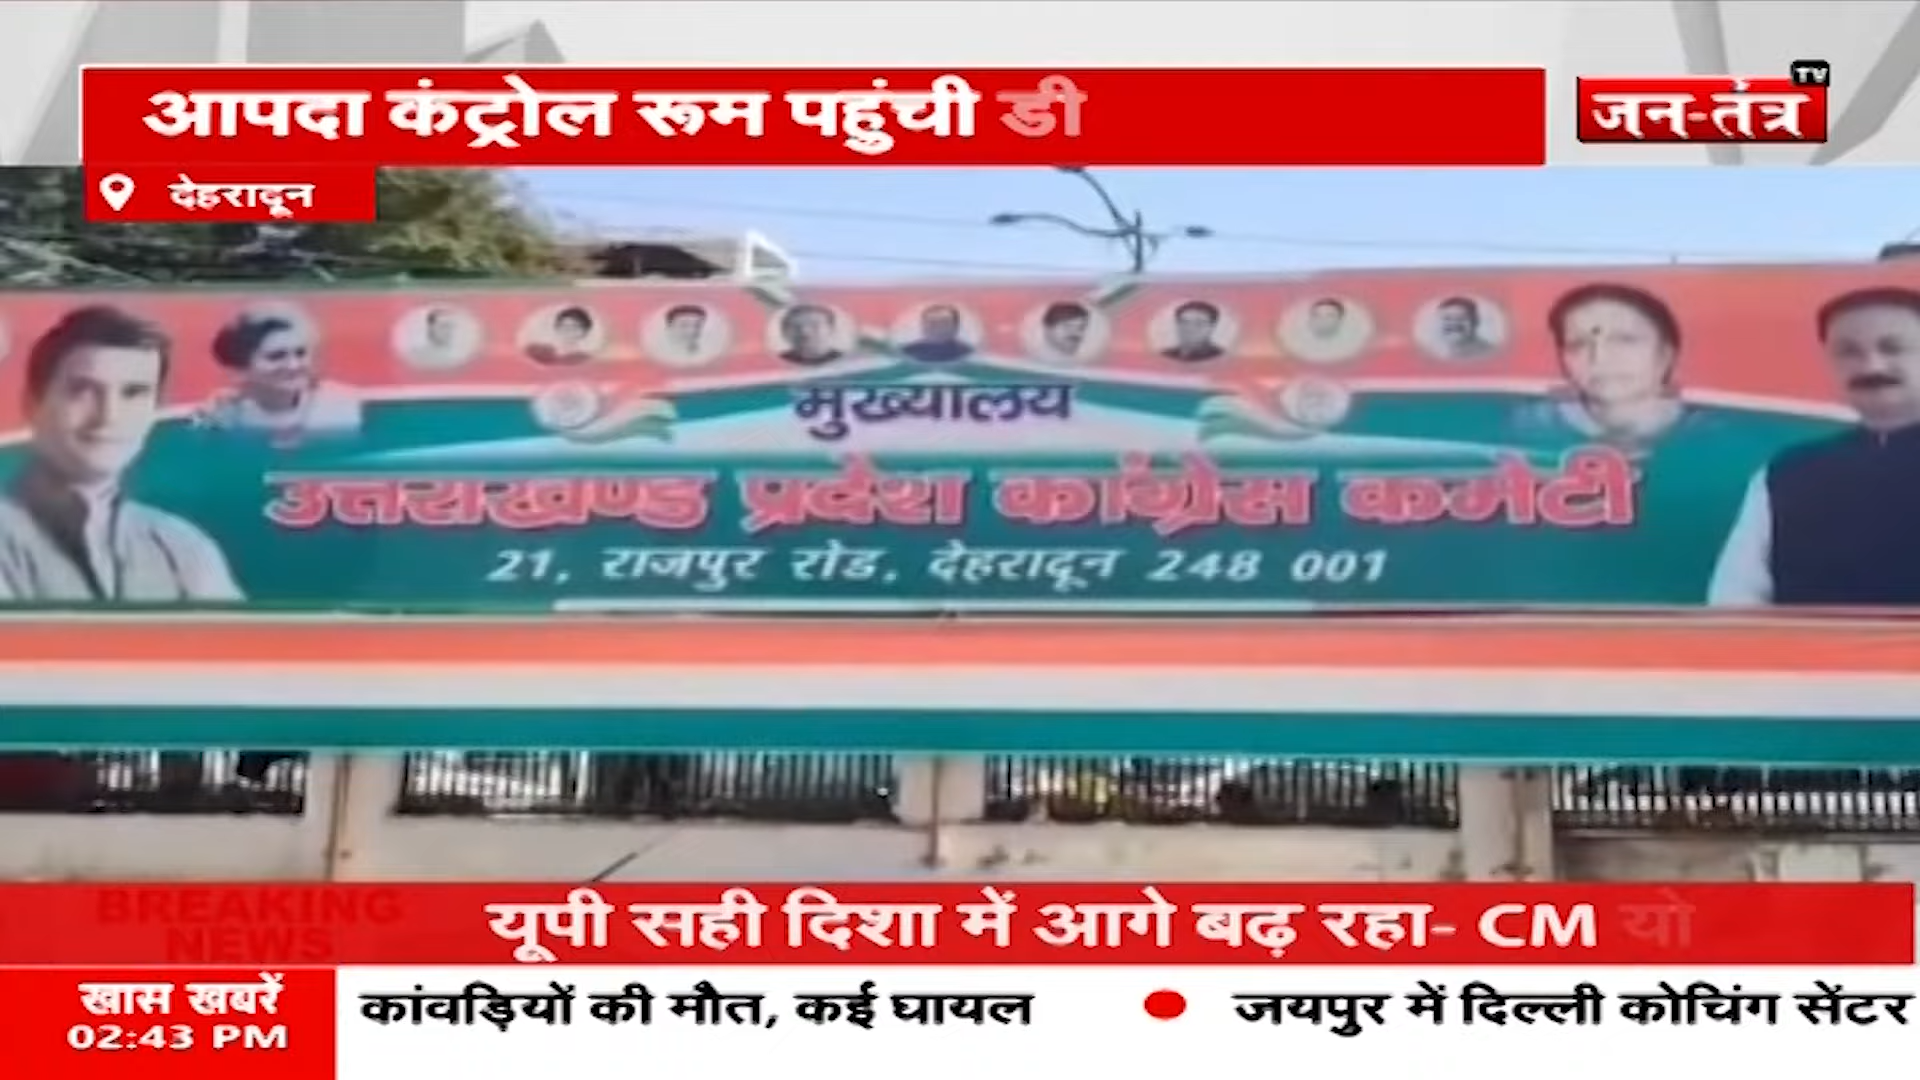 आपदा कंट्रोल रूम पहुंची डी
TV
जन-तंत्र
देहरादून
मुख्यालय
उत्तराखण्ड प्रदेश कांग्रेस कमेटी
21, राजपुर रोड, देहरादून 248 001
BREAKING
NEWS
यूपी सही दिशा में आगे बढ़ रहा- CM यो
खास खबरें
02:43 PM
कांवड़ियों की मौत, कई घायल
जयपुर में दिल्ली कोचिंग सेंटर